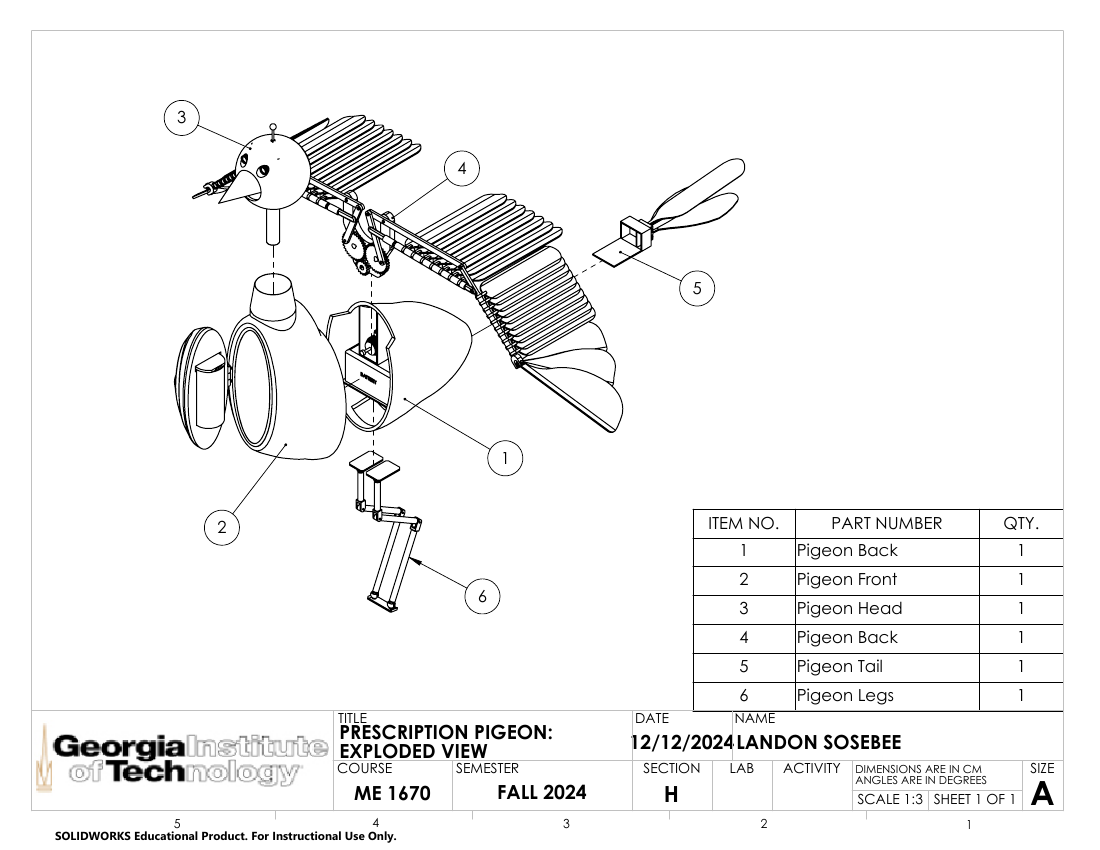 3
4
5
1
2
6
BATTERY
ITEM NO. PART NUMBER QTY.
1 Pigeon Back 1
2 Pigeon Front 1
3 Pigeon Head 1
4 Pigeon Back 1
5 Pigeon Tail 1
6 Pigeon Legs 1
Georgia Institute
of Technology
TITLE
PRESCRIPTION PIGEON:
EXPLODED VIEW
DATE
12/12/2024
NAME
LANDON SOSEBEE
COURSE
ME 1670
SEMESTER
FALL 2024
SECTION
H
LAB
ACTIVITY
DIMENSIONS ARE IN CM
ANGLES ARE IN DEGREES
SCALE 1:3 SHEET 1 OF 1
SIZE
A
5 4 3 2 1
SOLIDWORKS Educational Product. For Instructional Use Only.